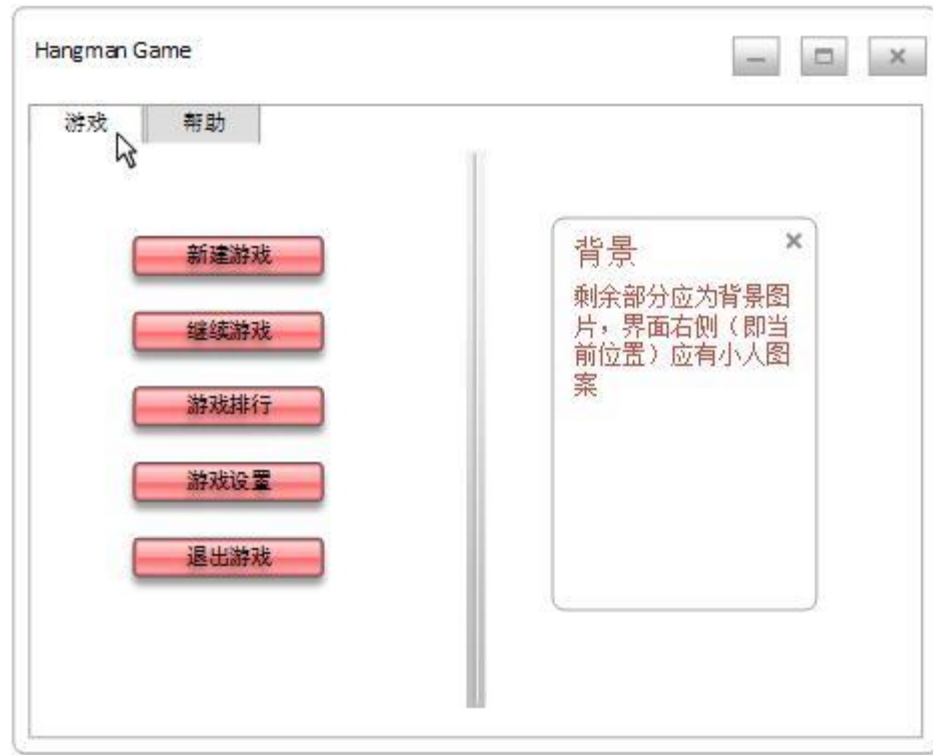 Hangman Game
游戏
帮助
新建游戏
继续游戏
游戏排行
游戏设置
退出游戏
背景
剩余部分应为背景图
片，界面右侧（即当
前位置）应有小人图
案